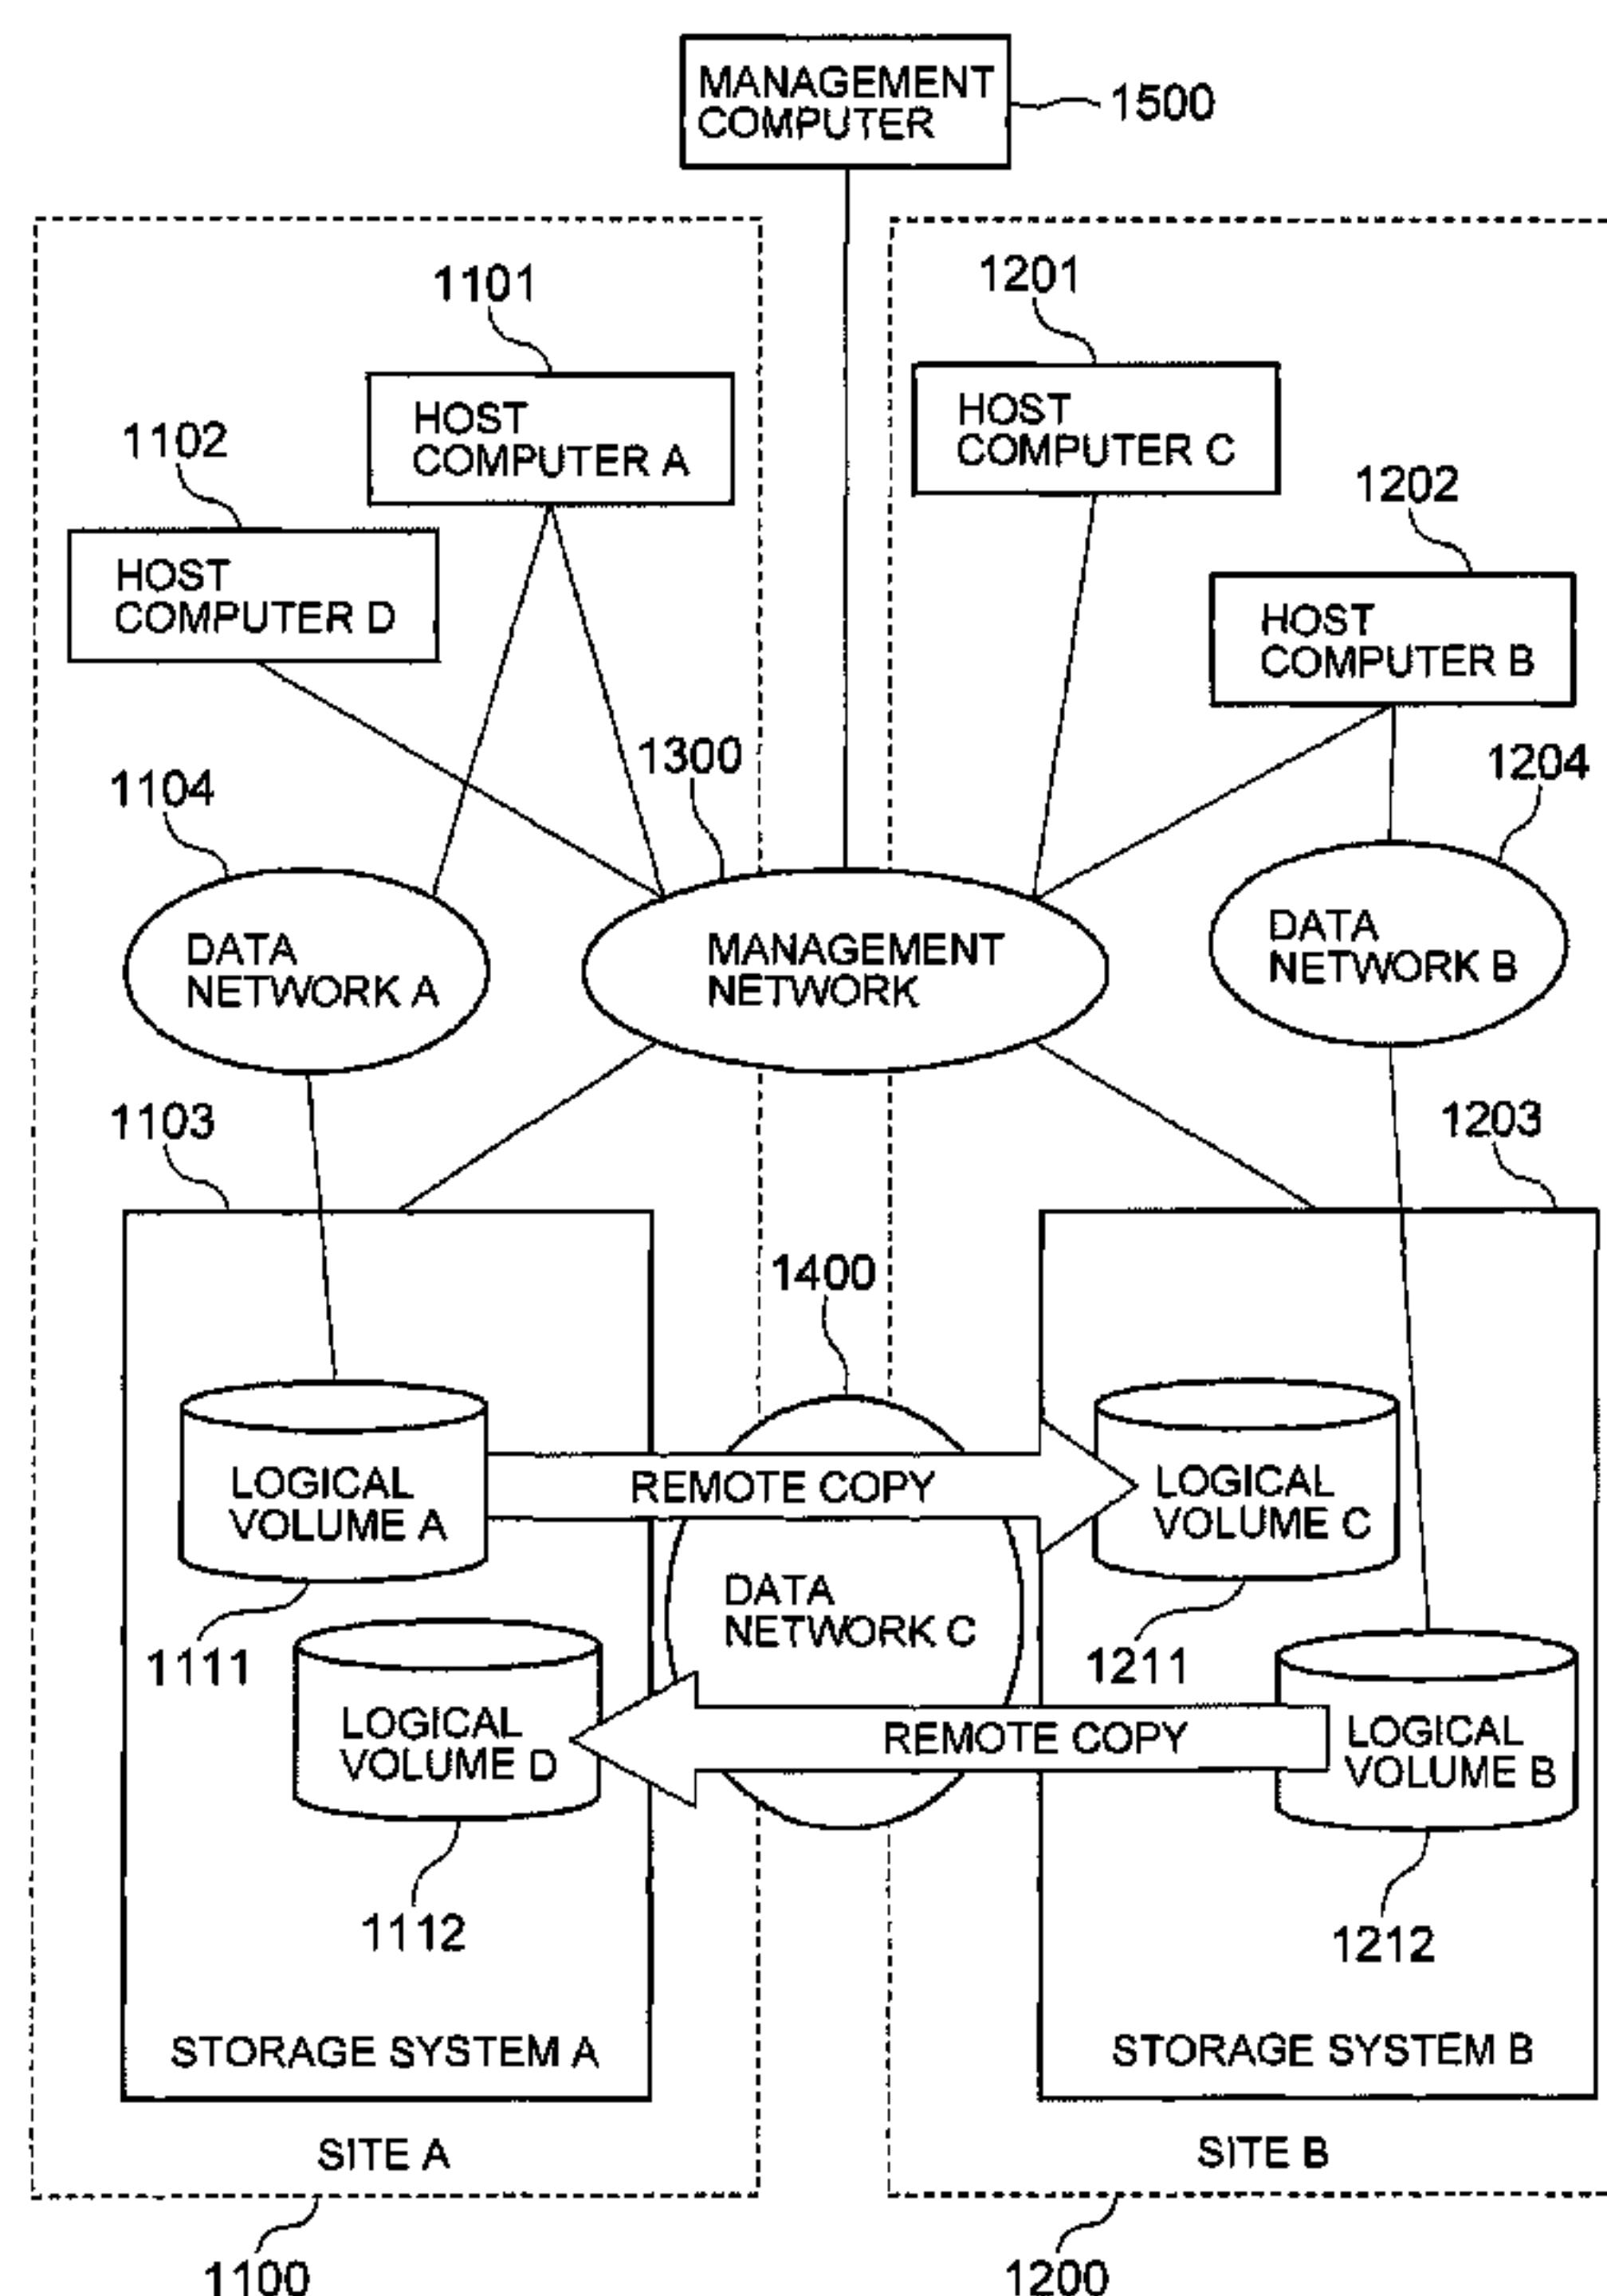 MANAGEMENT
COMPUTER
1500
1101
1201
HOST
COMPUTER A
HOST
COMPUTER C
1102
1202
HOST
COMPUTER D
HOST
COMPUTER B
1300
1104
1204
DATA
NETWORK A
MANAGEMENT
NETWORK
DATA
NETWORK B
1103
1203
1400
LOGICAL
VOLUME A
REMOTE COPY
LOGICAL
VOLUME C
DATA
NETWORK C
1111
1211
LOGICAL
VOLUME D
REMOTE COPY
LOGICAL
VOLUME B
1112
1212
STORAGE SYSTEM A
STORAGE SYSTEM B
SITE A
SITE B
1100
1200